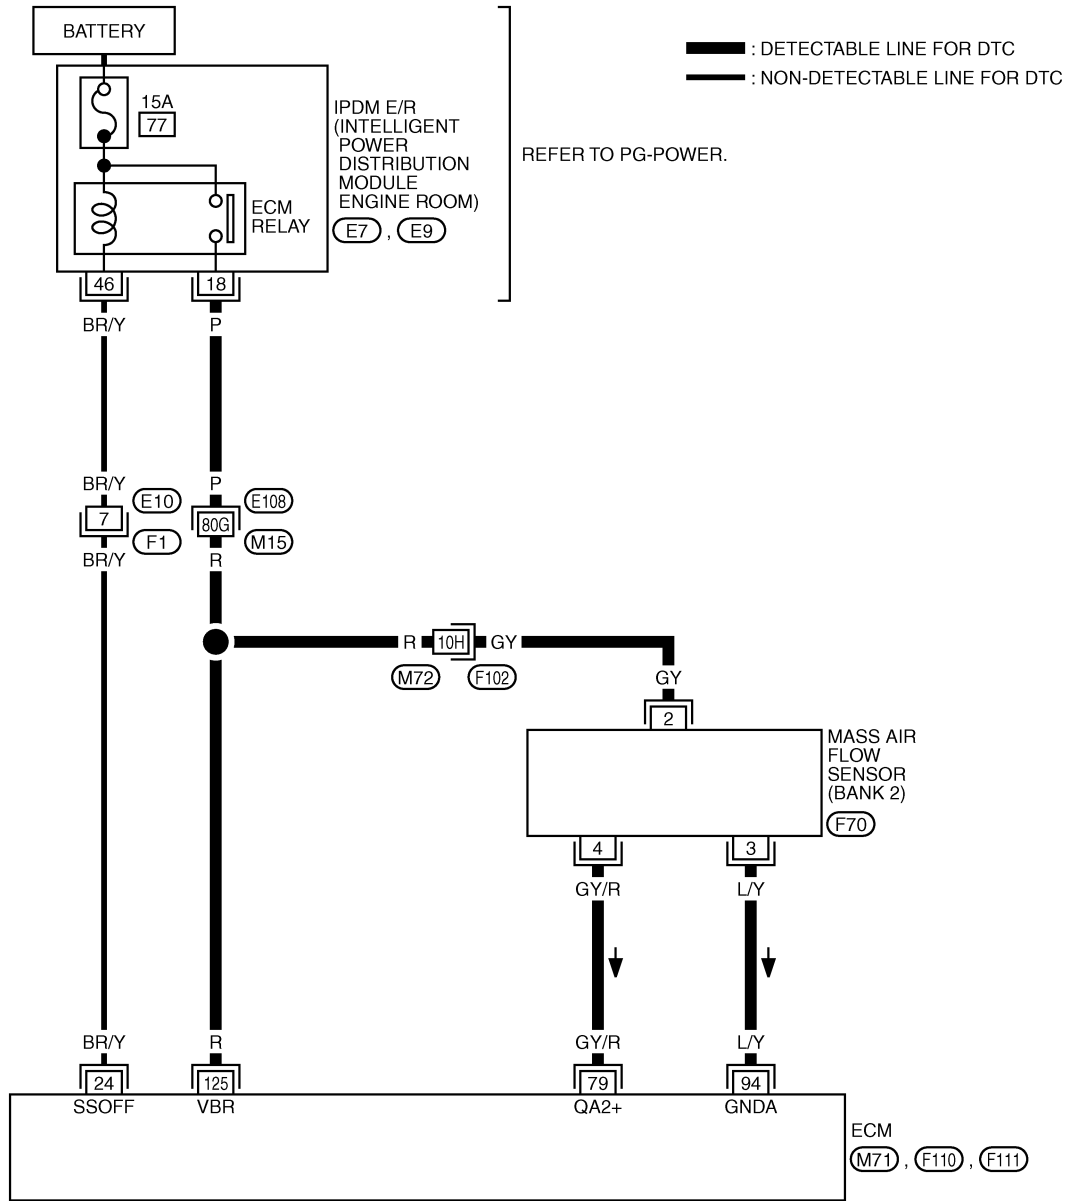 BATTERY
: DETECTABLE LINE FOR DTC
: NON-DETECTABLE LINE FOR DTC
15A
77
IPDM E/R
(INTELLIGENT
POWER
DISTRIBUTION
MODULE
ENGINE ROOM)
E7 , E9
REFER TO PG-POWER.
ECM
RELAY
46 18
BR/Y P
BR/Y P
E10 E108
7 80G
F1 M15
BR/Y R
R 10H GY
M72 F102
GY
2
MASS AIR
FLOW
SENSOR
(BANK 2)
F70
4 3
GY/R L/Y
BR/Y R GY/R L/Y
24 125 79 94
SSOFF VBR QA2+ GNDA
ECM
M71 , F110 , F111